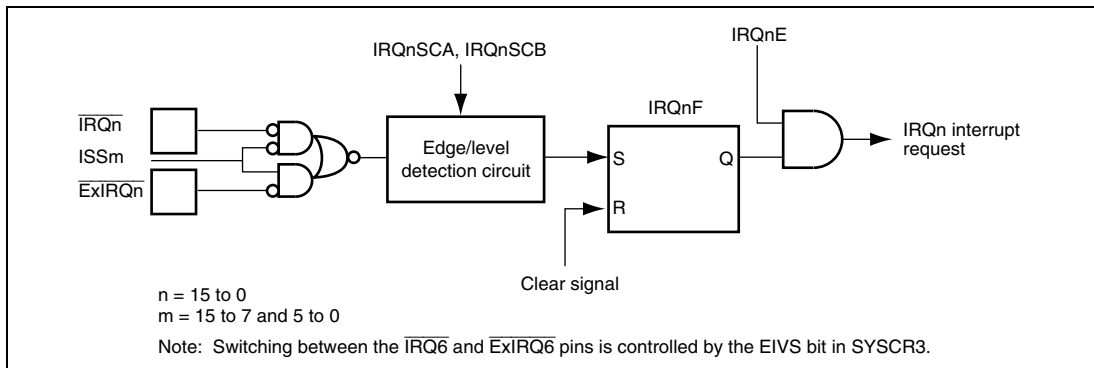 IRQnE
IRQnSCA, IRQnSCB
IRQn
IRQnF
ISSm
Edge/level
detection circuit
S
Q
IRQn interrupt
request
ExIRQn
R
Clear signal
n = 15 to 0
m = 15 to 7 and 5 to 0
Note: Switching between the IRQ6 and ExIRQ6 pins is controlled by the EIVS bit in SYSCR3.